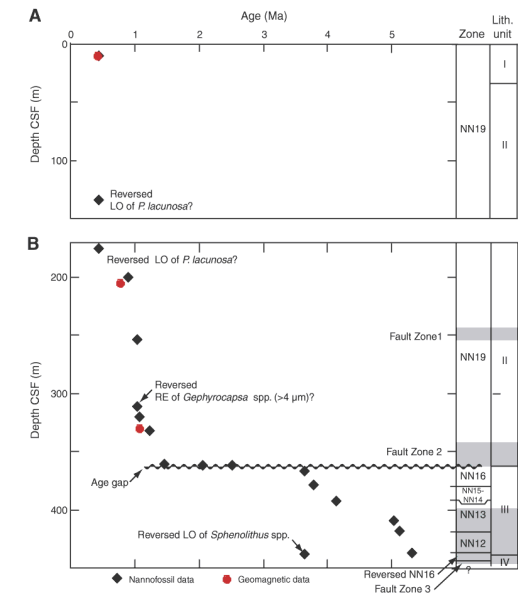 A
Age (Ma)
Lith.
0 1 2 3 4 5 Zone unit
0
100
Depth CSF (m)
I
NN19
II
Reversed
LO of P. lacunosa?
B
Reversed LO of P. lacunosa?
200
300
400
Depth CSF (m)
Fault Zone1
II
NN19
Reversed
RE of Gephyrocapsa spp. (>4 µm)?
Fault Zone 2
Age gap
NN16
NN15-
NN14
III
NN13
Reversed LO of Sphenolithus spp.
NN12
IV
Reversed NN16
?
Fault Zone 3
Nannofossil data Geomagnetic data